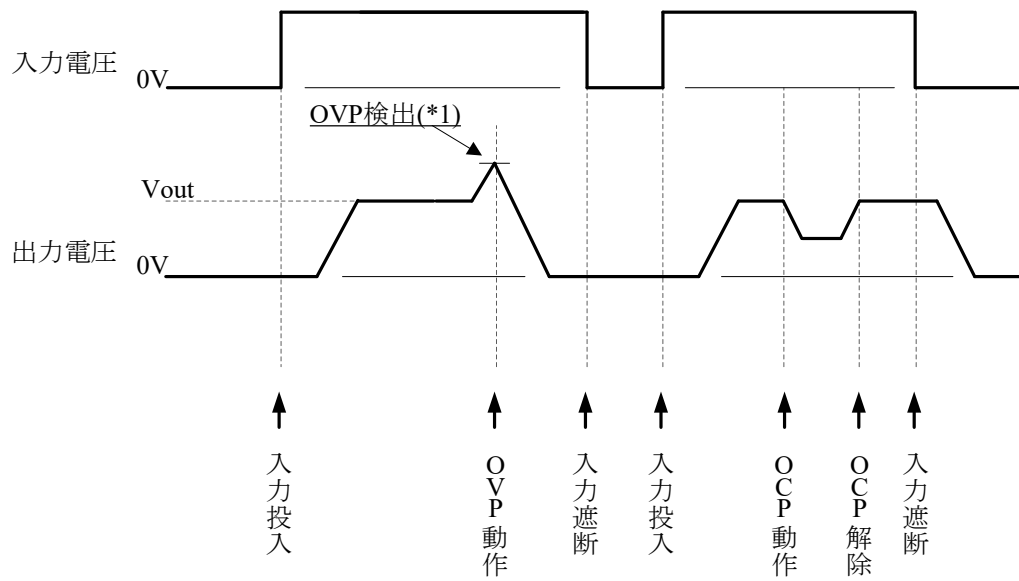 入力電圧
0V
OVP検出(*1)
Vout
出力電圧
0V
入力投入
OVP動作
入力遮断
入力投入
OCP動作
OCP解除
入力遮断